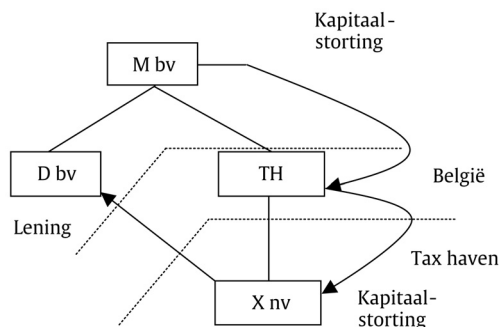 Kapitaal-
storting
M bv
D bv
TH
België
Lening
Tax haven
X nv
Kapitaal-
storting